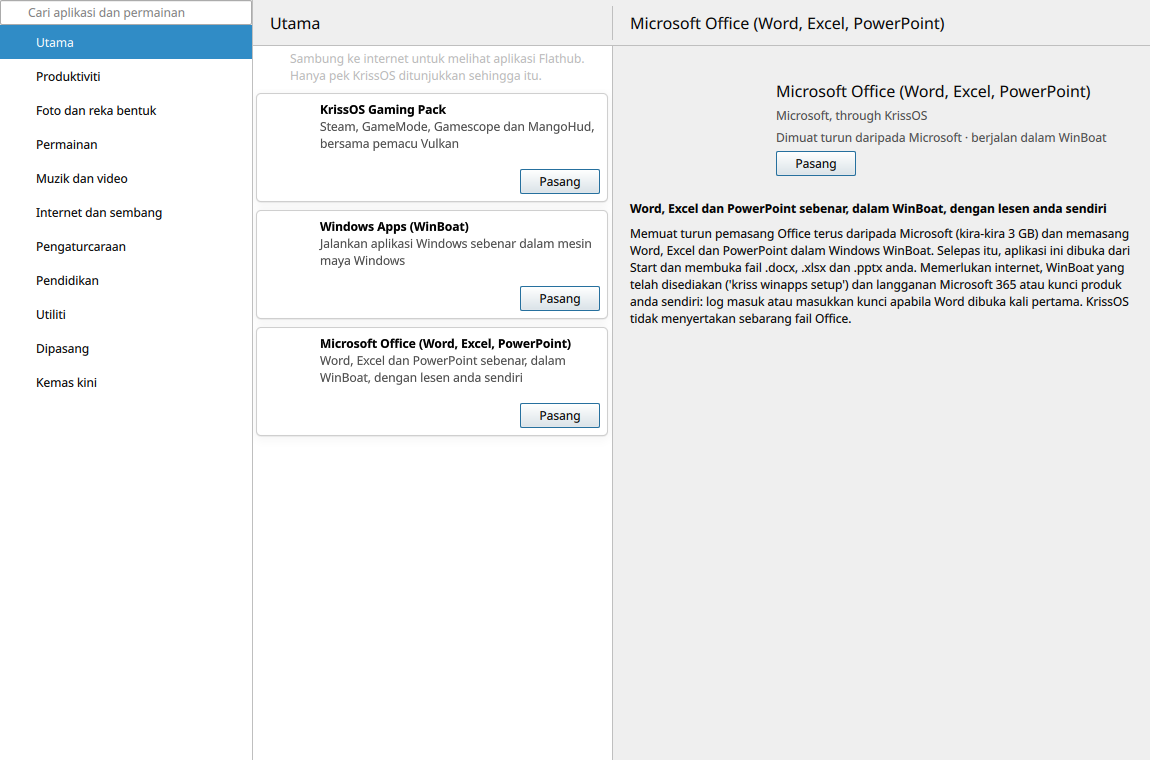 Cari aplikasi dan permainan
Utama
Produktiviti
Foto dan reka bentuk
Permainan
Muzik dan video
Internet dan sembang
Pengaturcaraan
Pendidikan
Utiliti
Dipasang
Kemas kini
Utama
Sambung ke internet untuk melihat aplikasi Flathub.
Hanya pek KrissOS ditunjukkan sehingga itu.
KrissOS Gaming Pack
Steam, GameMode, Gamescope dan MangoHud,
bersama pemacu Vulkan
Pasang
Windows Apps (WinBoat)
Jalankan aplikasi Windows sebenar dalam mesin
maya Windows
Pasang
Microsoft Office (Word, Excel, PowerPoint)
Word, Excel dan PowerPoint sebenar, dalam
WinBoat, dengan lesen anda sendiri
Pasang
Microsoft Office (Word, Excel, PowerPoint)
Microsoft Office (Word, Excel, PowerPoint)
Microsoft, through KrissOS
Dimuat turun daripada Microsoft · berjalan dalam WinBoat
Pasang
Word, Excel dan PowerPoint sebenar, dalam WinBoat, dengan lesen anda sendiri
Memuat turun pemasang Office terus daripada Microsoft (kira-kira 3 GB) dan memasang
Word, Excel dan PowerPoint dalam Windows WinBoat. Selepas itu, aplikasi ini dibuka dari
Start dan membuka fail .docx, .xlsx dan .pptx anda. Memerlukan internet, WinBoat yang
telah disediakan ('kriss winapps setup') dan langganan Microsoft 365 atau kunci produk
anda sendiri: log masuk atau masukkan kunci apabila Word dibuka kali pertama. KrissOS
tidak menyertakan sebarang fail Office.